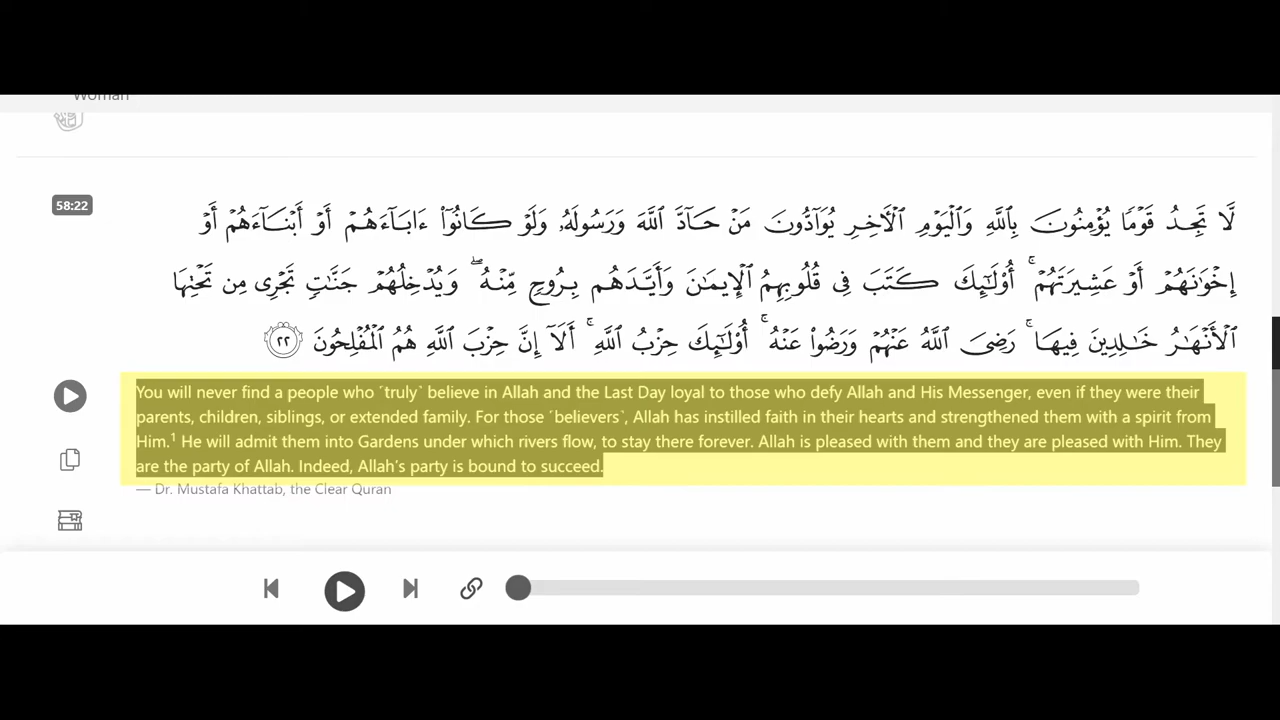 Woman
58:22
لَّا تَجِدُ قَوْمًا يُؤْمِنُونَ بِٱللَّهِ وَٱلْيَوْمِ ٱلْـَٔاخِرِ يُوَآدُّونَ مَنْ حَآدَّ ٱللَّهَ وَرَسُولَهُۥ وَلَوْ كَانُوٓا۟ ءَابَآءَهُمْ أَوْ أَبْنَآءَهُمْ أَوْ
إِخْوَٰنَهُمْ أَوْ عَشِيرَتَهُمْ ۚ أُو۟لَـٰٓئِكَ كَتَبَ فِى قُلُوبِهِمُ ٱلْإِيمَـٰنَ وَأَيَّدَهُم بِرُوحٍ مِّنْهُ ۖ وَيُدْخِلُهُمْ جَنَّـٰتٍ تَجْرِى مِن تَحْتِهَا
ٱلْأَنْهَـٰرُ خَـٰلِدِينَ فِيهَا ۚ رَضِىَ ٱللَّهُ عَنْهُمْ وَرَضُوا۟ عَنْهُ ۚ أُو۟لَـٰٓئِكَ حِزْبُ ٱللَّهِ ۚ أَلَآ إِنَّ حِزْبَ ٱللَّهِ هُمُ ٱلْمُفْلِحُونَ ٢٢
You will never find a people who ˹truly˺ believe in Allah and the Last Day loyal to those who defy Allah and His Messenger, even if they were their
parents, children, siblings, or extended family. For those ˹believers˺, Allah has instilled faith in their hearts and strengthened them with a spirit from
Him.¹ He will admit them into Gardens under which rivers flow, to stay there forever. Allah is pleased with them and they are pleased with Him. They
are the party of Allah. Indeed, Allah's party is bound to succeed.
— Dr. Mustafa Khattab, the Clear Quran